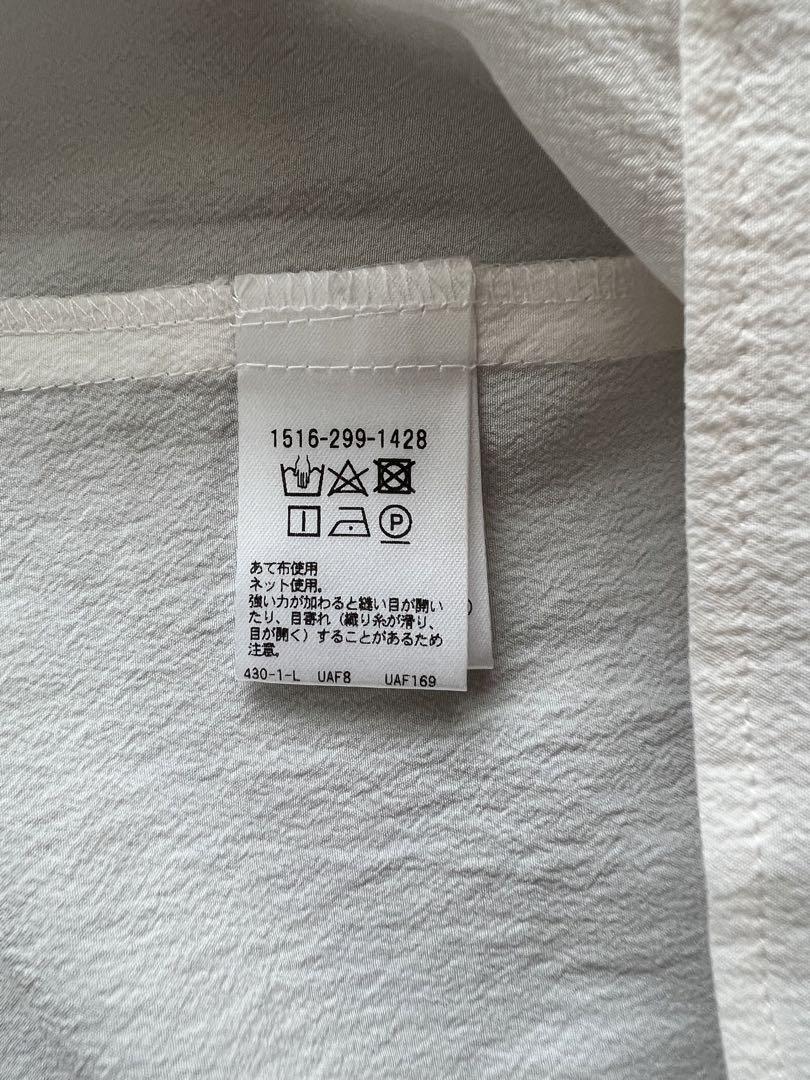 1516-299-1428
P
あて布使用
ネット使用。
強い力が加わると縫い目が開い
たり、目寄れ（織り糸が滑り、
目が開く）することがあるため
注意。
430-1-L UAF8 UAF169
)